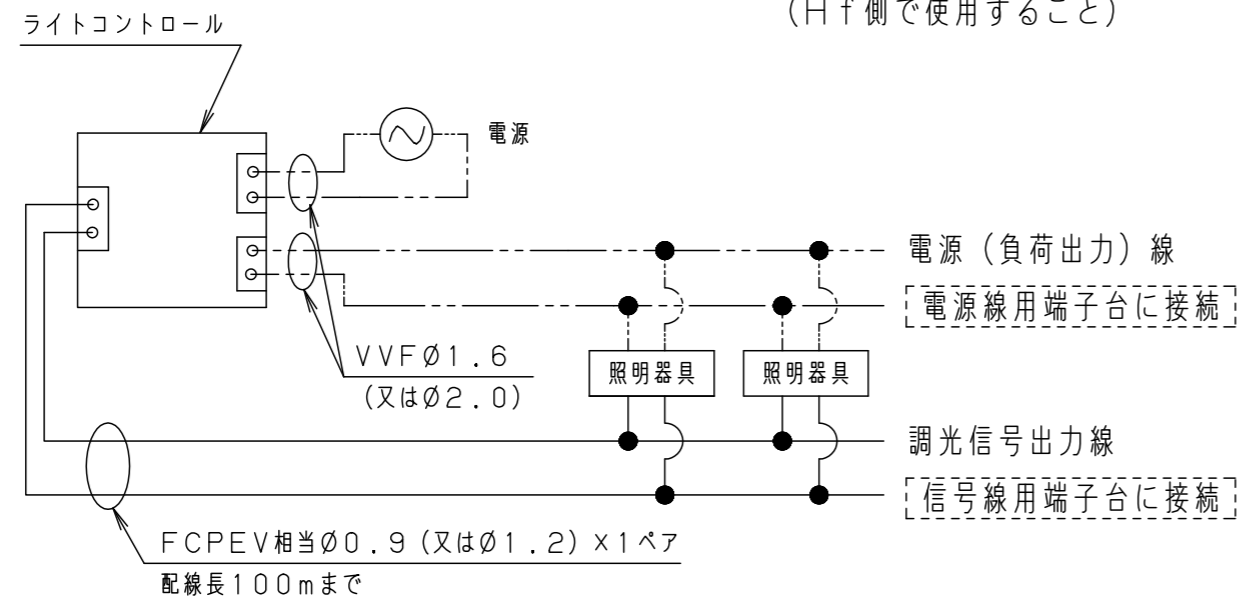 （Ｈｆ側で使用すること）
ライトコントロール
電源
電源（負荷出力）線
電源線用端子台に接続
ＶＶＦØ１．６
（又はØ２．０）
照明器具
照明器具
調光信号出力線
信号線用端子台に接続
ＦＣＰＥＶ相当Ø０．９（又はØ１．２）×１ペア
配線長１００ｍまで